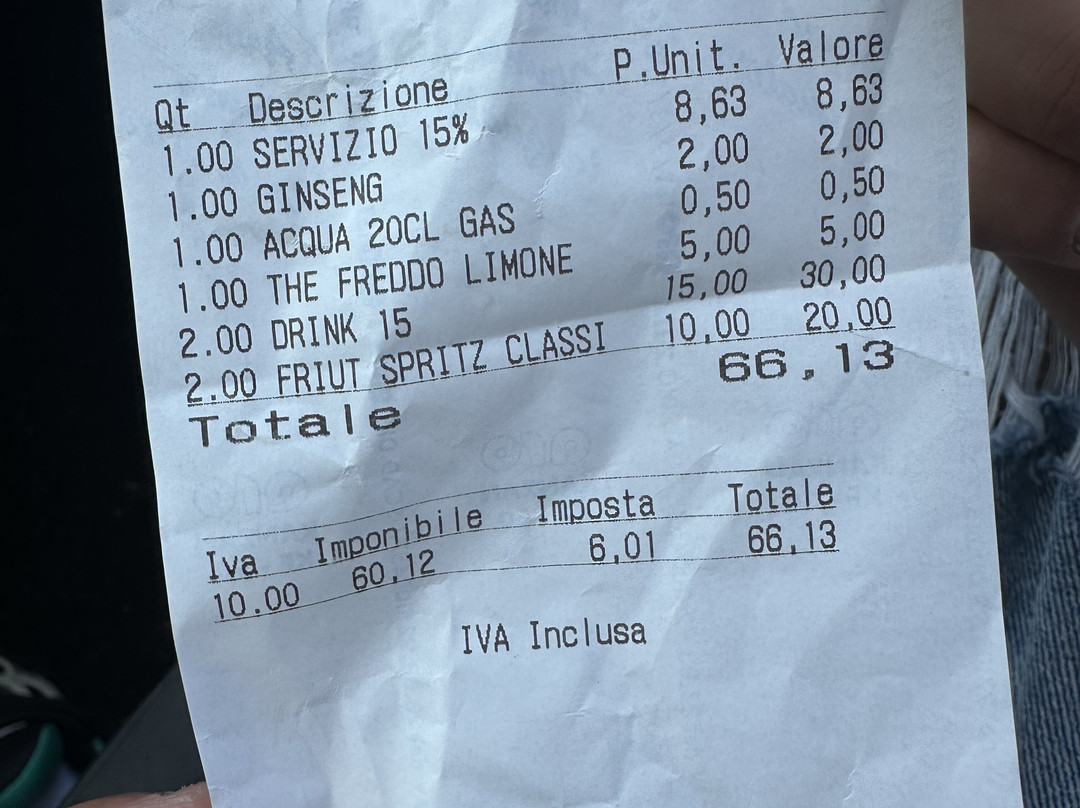 Qt Descrizione P.Unit. Valore
1.00 SERVIZIO 15% 8,63 8,63
1.00 GINSENG 2,00 2,00
1.00 ACQUA 20CL GAS 0,50 0,50
1.00 THE FREDDO LIMONE 5,00 5,00
2.00 DRINK 15 15,00 30,00
2.00 FRIUT SPRITZ CLASSI 10,00 20,00
Totale 66,13
Iva Imponibile Imposta Totale
10.00 60,12 6,01 66,13
IVA Inclusa